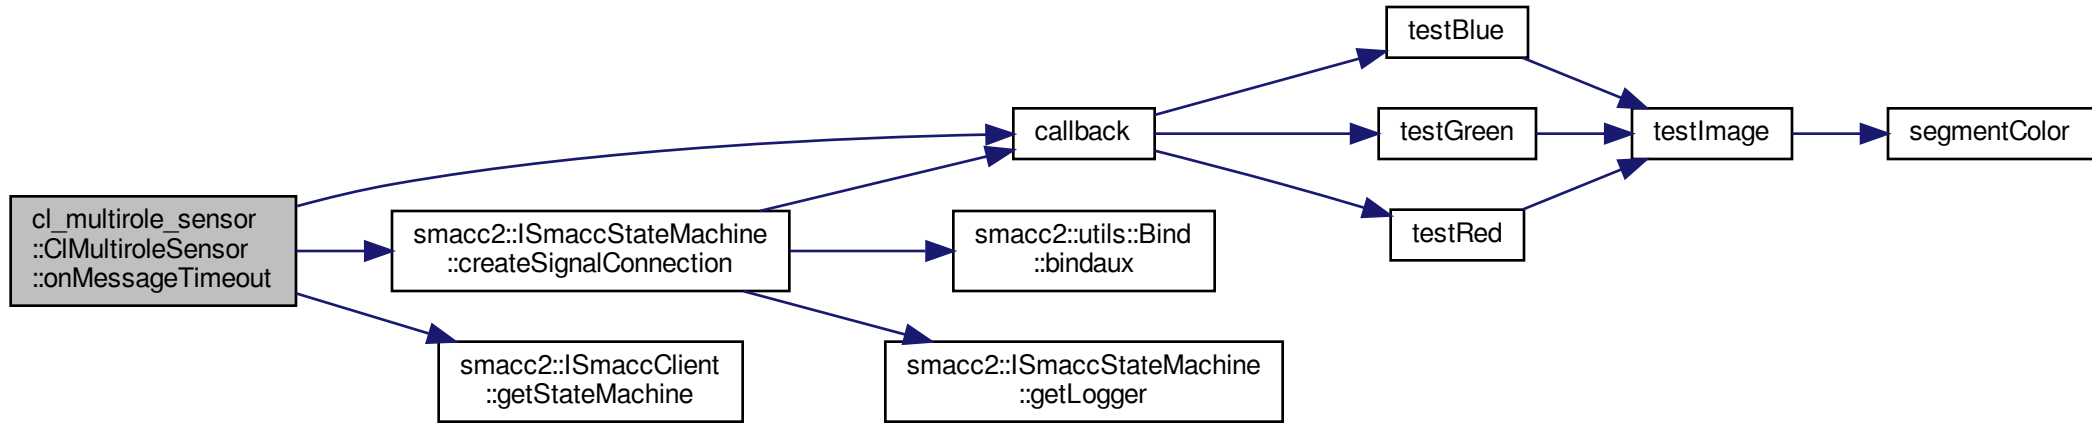 cl_multirole_sensor
::ClMultiroleSensor
::onMessageTimeout
smacc2::ISmaccStateMachine
::createSignalConnection
smacc2::ISmaccClient
::getStateMachine
callback
smacc2::utils::Bind
::bindaux
smacc2::ISmaccStateMachine
::getLogger
testBlue
testGreen
testRed
testImage
segmentColor